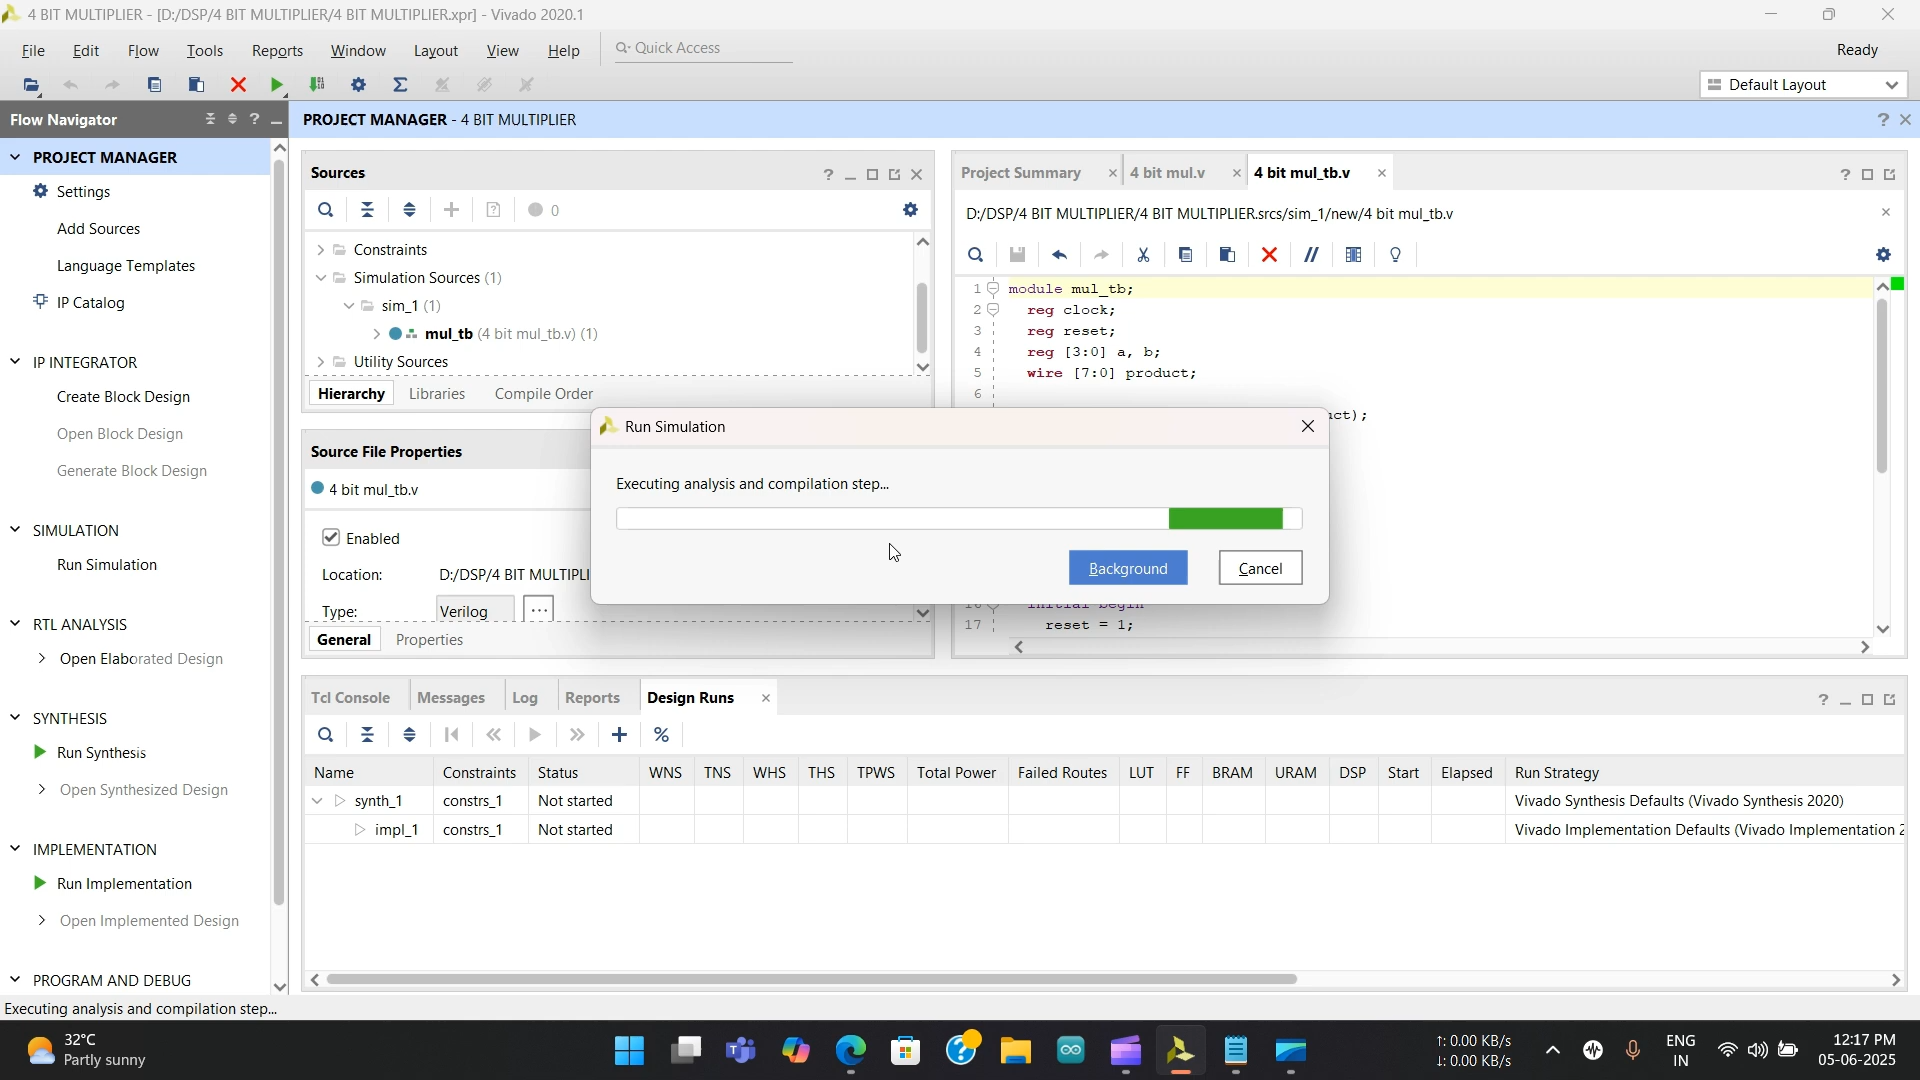 4 BIT MULTIPLIER - [D:/DSP/4 BIT MULTIPLIER/4 BIT MULTIPLIER.xpr] - Vivado 2020.1
File Edit Flow Tools Reports Window Layout View Help Quick Access Ready
Default Layout
Flow Navigator
PROJECT MANAGER - 4 BIT MULTIPLIER
PROJECT MANAGER
Settings
Add Sources
Language Templates
IP Catalog
IP INTEGRATOR
Create Block Design
Open Block Design
Generate Block Design
SIMULATION
Run Simulation
RTL ANALYSIS
Open Elaborated Design
SYNTHESIS
Run Synthesis
Open Synthesized Design
IMPLEMENTATION
Run Implementation
Open Implemented Design
PROGRAM AND DEBUG
Sources
0
Constraints
Simulation Sources (1)
sim_1 (1)
mul_tb (4 bit mul_tb.v) (1)
Utility Sources
Hierarchy Libraries Compile Order
Source File Properties
4 bit mul_tb.v
Enabled
Location: D:/DSP/4 BIT MULTIPLI
Type: Verilog ...
General Properties
Project Summary 4 bit mul.v 4 bit mul_tb.v
D:/DSP/4 BIT MULTIPLIER/4 BIT MULTIPLIER.srcs/sim_1/new/4 bit mul_tb.v
1 module mul_tb;
2 reg clock;
3 reg reset;
4 reg [3:0] a, b;
5 wire [7:0] product;
6
ct);
16 initial begin
17 reset = 1;
Run Simulation
Executing analysis and compilation step...
Background Cancel
Tcl Console Messages Log Reports Design Runs
Name Constraints Status WNS TNS WHS THS TPWS Total Power Failed Routes LUT FF BRAM URAM DSP Start Elapsed Run Strategy
synth_1 constrs_1 Not started Vivado Synthesis Defaults (Vivado Synthesis 2020)
impl_1 constrs_1 Not started Vivado Implementation Defaults (Vivado Implementation 2
Executing analysis and compilation step...
32°C
Partly sunny
↑: 0.00 KB/s
↓: 0.00 KB/s
ENG
IN
12:17 PM
05-06-2025